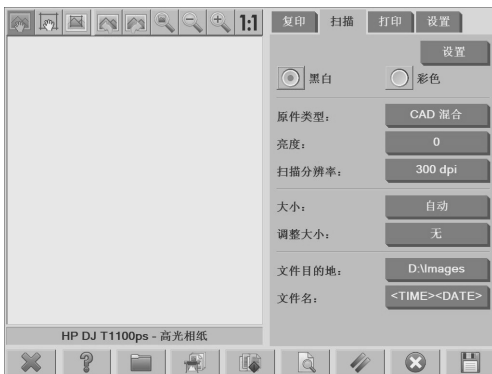 1:1
复印 扫描 打印 设置
设置
黑白 彩色
原件类型： CAD 混合
亮度： 0
扫描分辨率： 300 dpi
大小： 自动
调整大小： 无
文件目的地： D:\Images
文件名： <TIME><DATE>
HP DJ T1100ps - 高光相纸